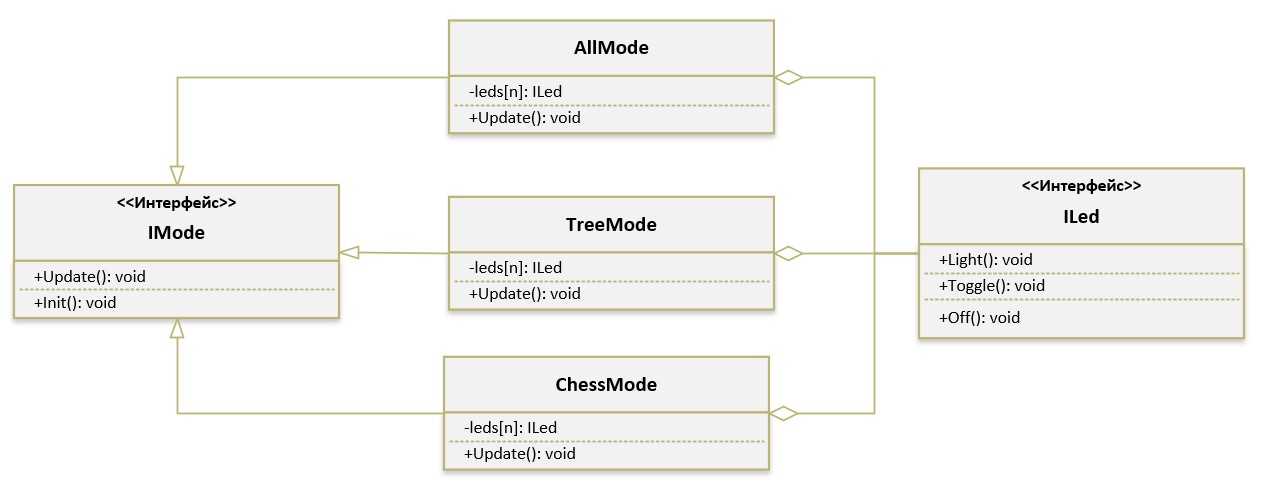 AllMode
-leds[n]: ILed
+Update(): void
<<Интерфейс>>
IMode
+Update(): void
+Init(): void
TreeMode
-leds[n]: ILed
+Update(): void
<<Интерфейс>>
ILed
+Light(): void
+Toggle(): void
+Off(): void
ChessMode
-leds[n]: ILed
+Update(): void